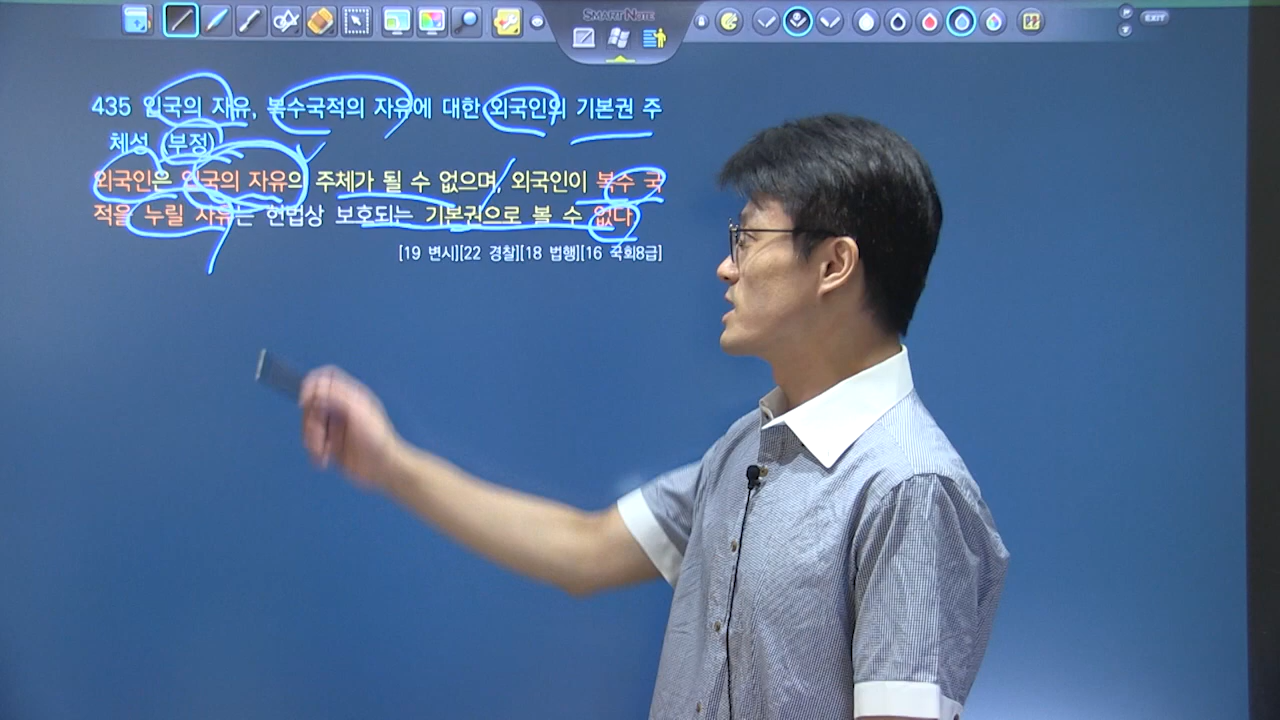 SMARTNOTE
EXIT
435 입국의 자유, 복수국적의 자유에 대한 외국인의 기본권 주
체성 (부정)
외국인은 입국의 자유의 주체가 될 수 없으며, 외국인이 복수 국
적을 누릴 자유는 헌법상 보호되는 기본권으로 볼 수 없다
[19 변시][22 경찰][18 법행][16 국회8급]